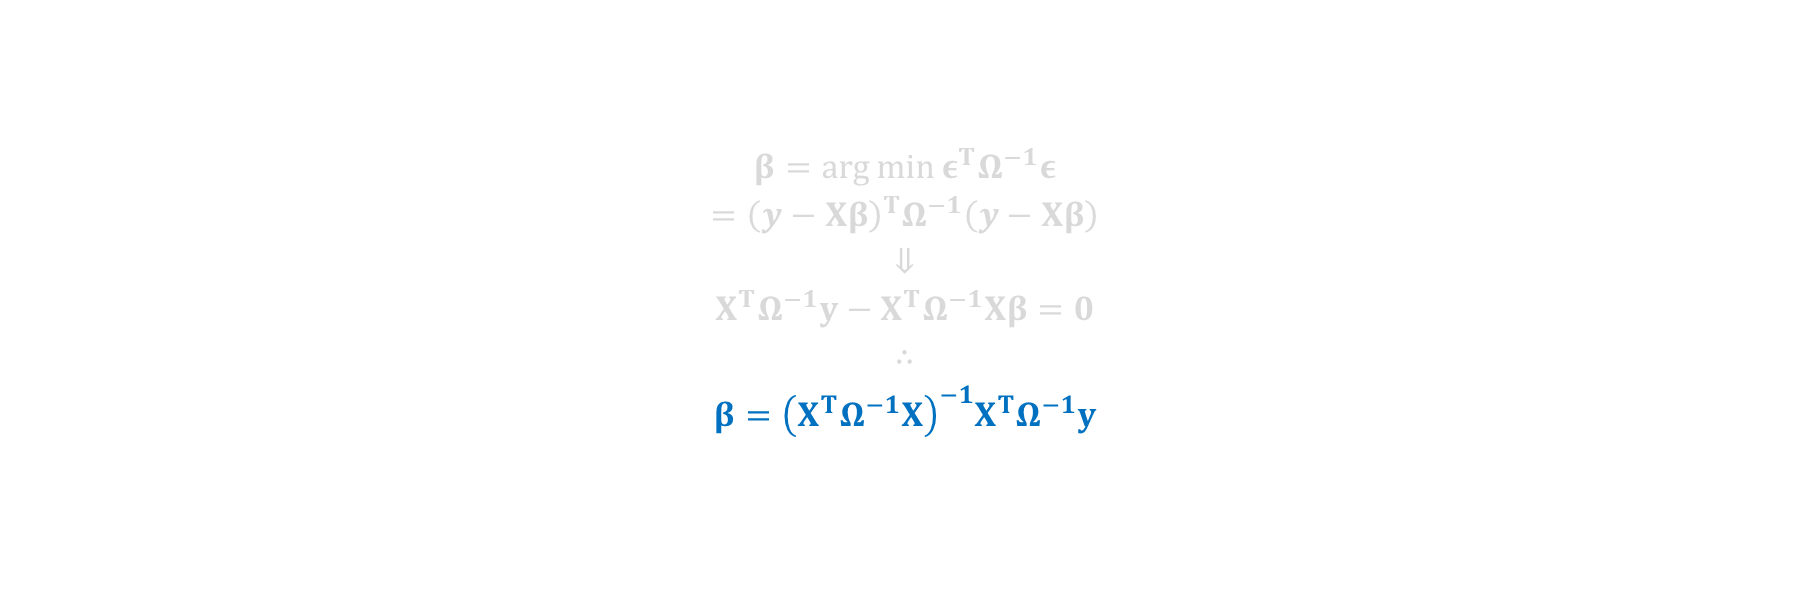 𝛃 = arg min 𝛜ᵀ𝛀⁻¹𝛜
= (𝒚 − 𝐗𝛃)ᵀ𝛀⁻¹(𝒚 − 𝐗𝛃)
⇓
𝐗ᵀ𝛀⁻¹𝐲 − 𝐗ᵀ𝛀⁻¹𝐗𝛃 = 𝟎
∴
𝛃 = (𝐗ᵀ𝛀⁻¹𝐗)⁻¹𝐗ᵀ𝛀⁻¹𝐲